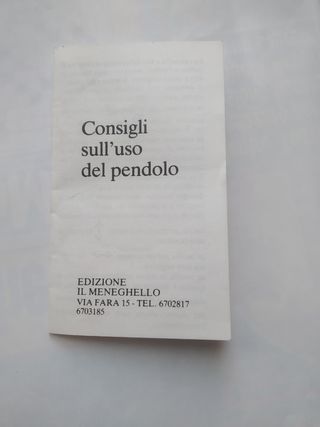 Consigli
sull'uso
del pendolo
EDIZIONE
IL MENEGHELLO
VIA FARA 15 - TEL. 6702817
6703185